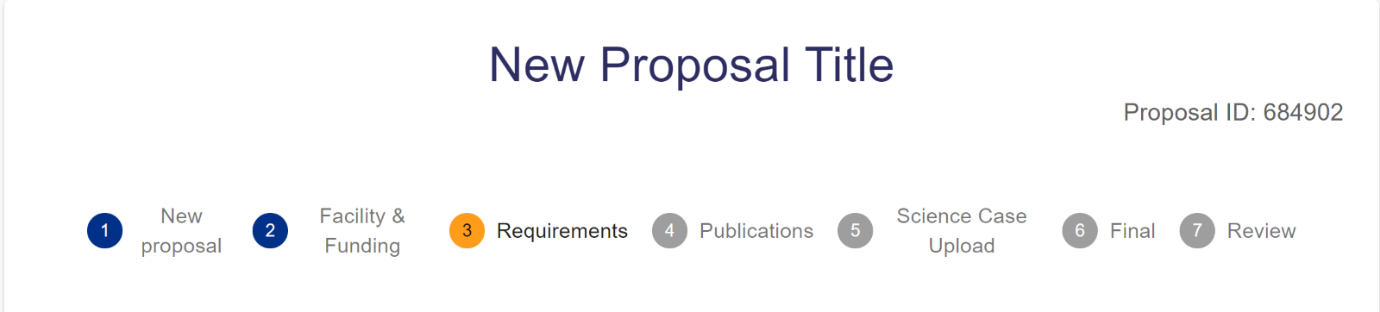 New Proposal Title
Proposal ID: 684902
1 New proposal
2 Facility & Funding
3 Requirements
4 Publications
5 Science Case Upload
6 Final
7 Review